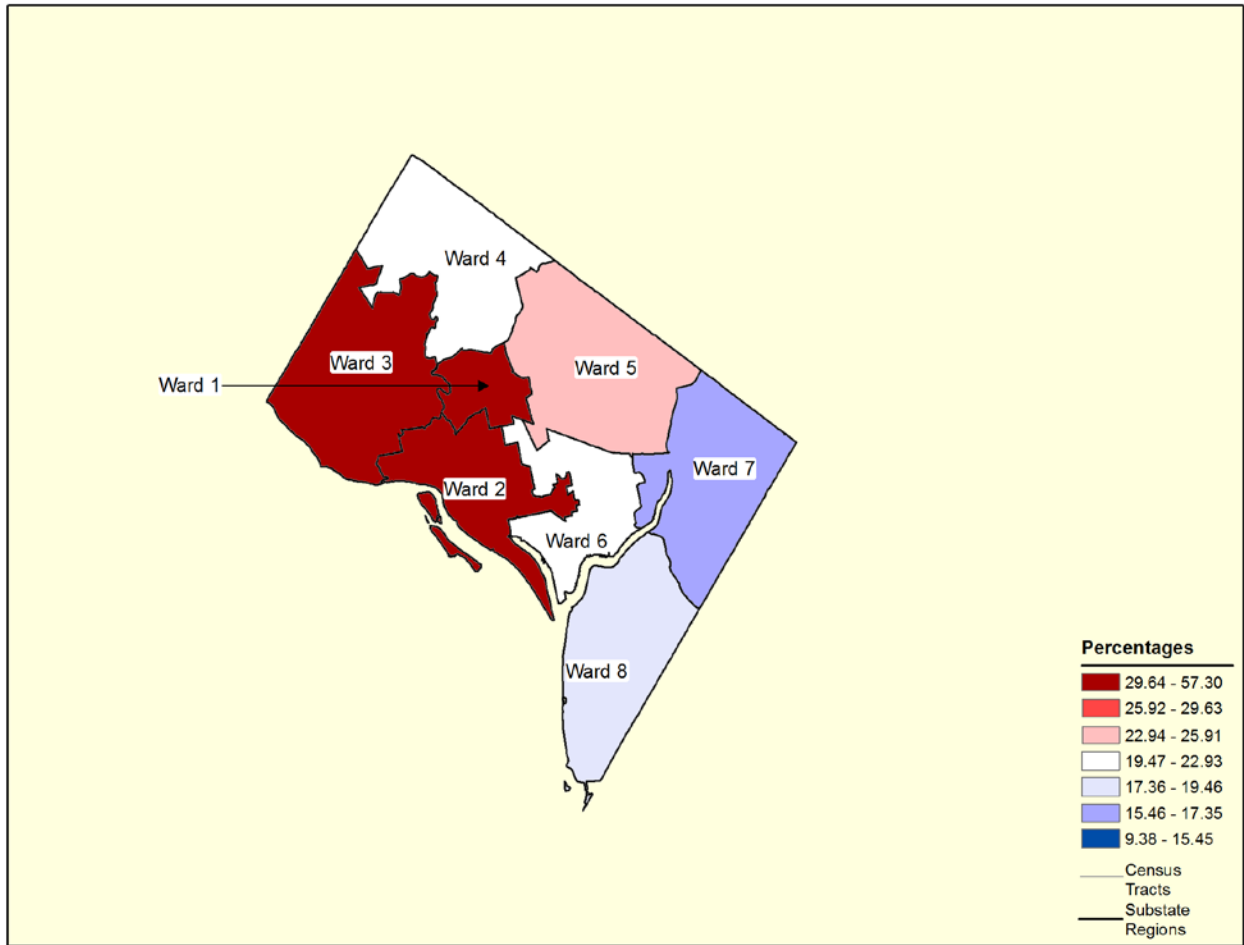 Ward 4
Ward 3
Ward 5
Ward 1
Ward 7
Ward 2
Ward 6
Ward 8
Percentages
29.64 - 57.30
25.92 - 29.63
22.94 - 25.91
19.47 - 22.93
17.36 - 19.46
15.46 - 17.35
9.38 - 15.45
Census
Tracts
Substate
Regions